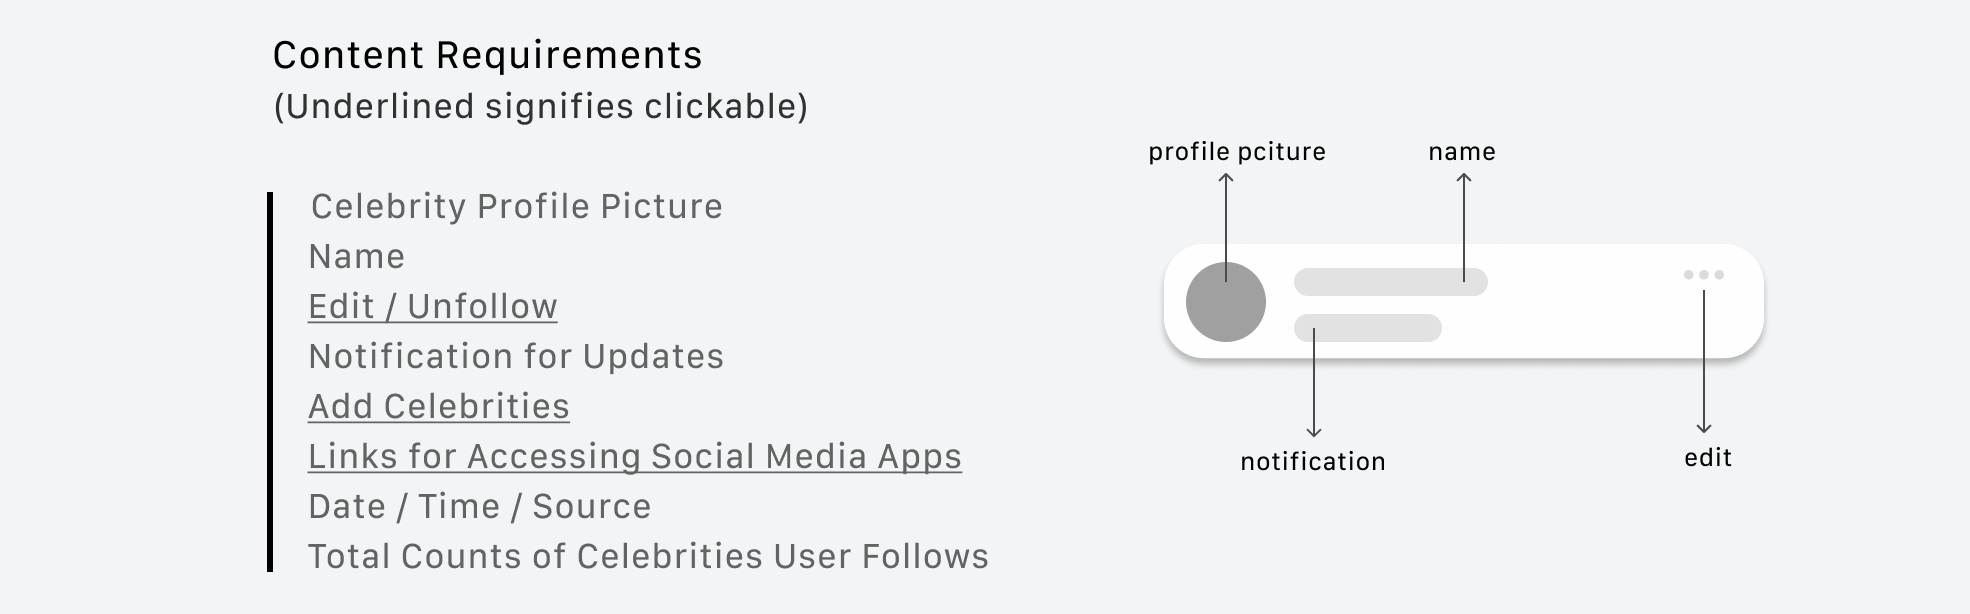 Content Requirements
(Underlined signifies clickable)
Celebrity Profile Picture
Name
Edit / Unfollow
Notification for Updates
Add Celebrities
Links for Accessing Social Media Apps
Date / Time / Source
Total Counts of Celebrities User Follows
profile pciture
name
notification
edit